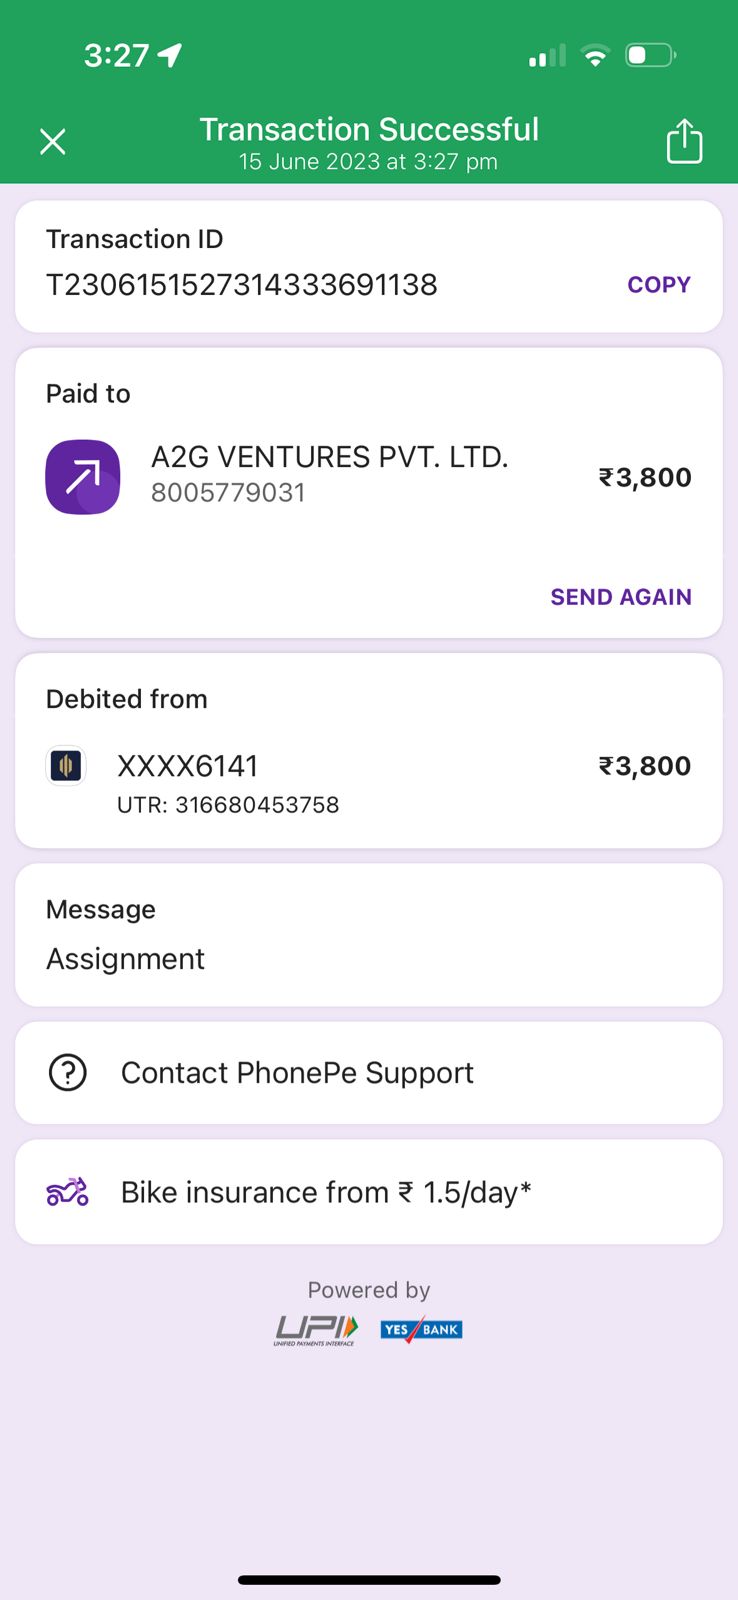 3:27
Transaction Successful
15 June 2023 at 3:27 pm
Transaction ID
T2306151527314333691138
COPY
Paid to
A2G VENTURES PVT. LTD.
8005779031
₹3,800
SEND AGAIN
Debited from
XXXX6141
₹3,800
UTR: 316680453758
Message
Assignment
Contact PhonePe Support
Bike insurance from ₹ 1.5/day*
Powered by
UPI
UNIFIED PAYMENTS INTERFACE
YES BANK